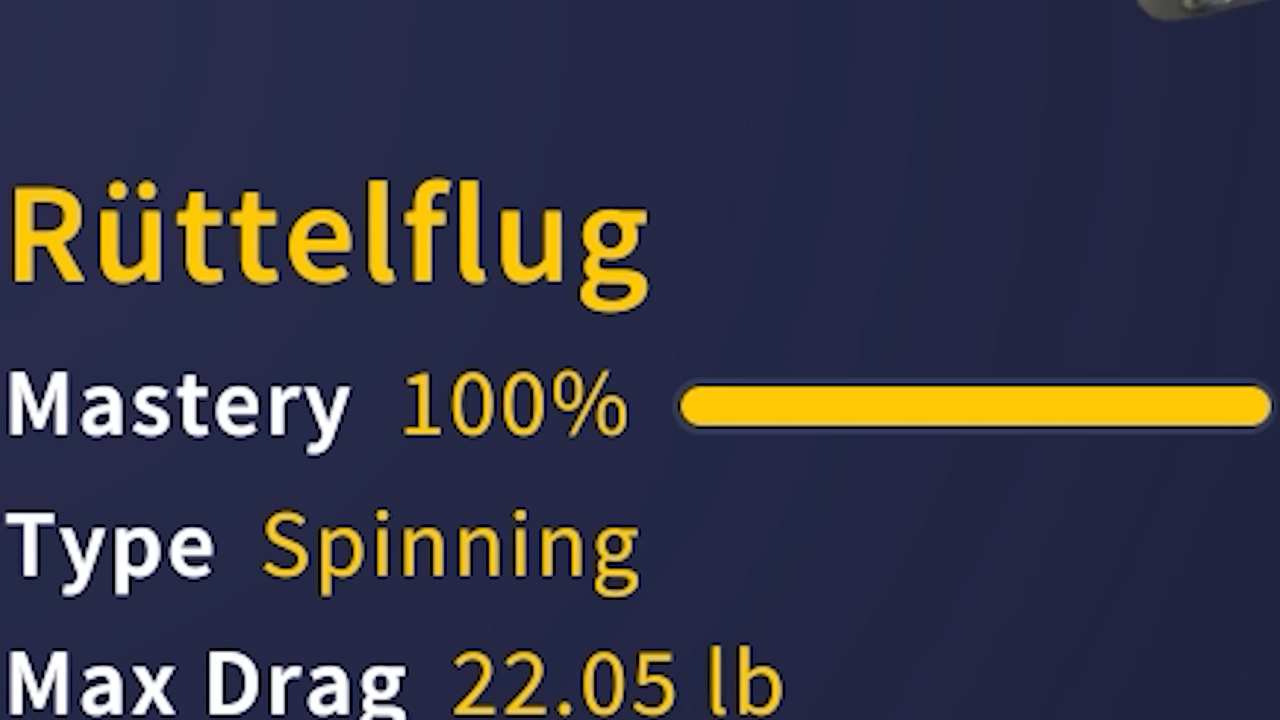 Rüttelflug
Mastery 100%
Type Spinning
Max Drag 22.05 lb